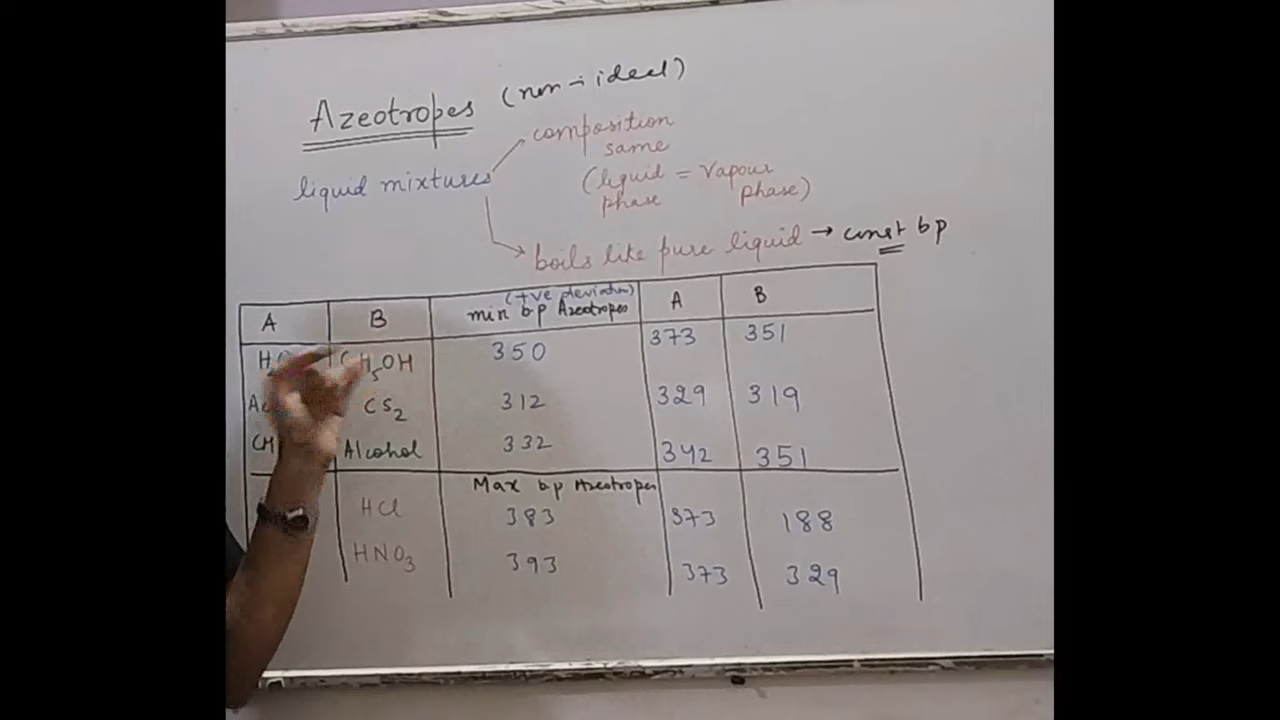 Azeotropes (non-ideal)
liquid mixtures
composition
same
(liquid = Vapour
phase phase)
boils like pure liquid → const bp
A B (+ve deviation) A B
min bp Azeotropes
H5OH 350 373 351
CS2 312 329 319
CH Alcohol 332 342 351
Max bp Azeotropes
HCl 383 373 188
HNO3 393 373 329